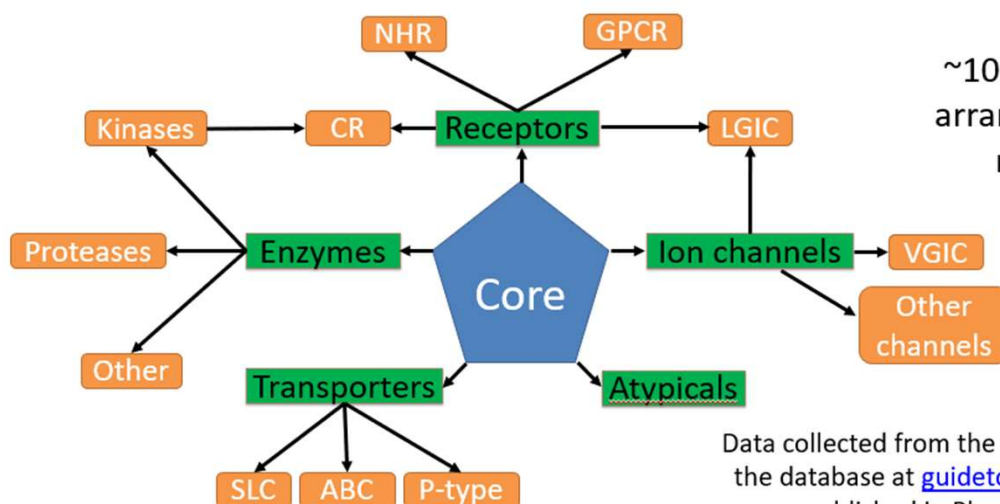 NHR
GPCR
~10
Kinases
CR
Receptors
LGIC
Proteases
Enzymes
Ion channels
VGIC
Core
Other
channels
Other
Transporters
Atypicals
Data collected from the
the database at
SLC
ABC
P-type